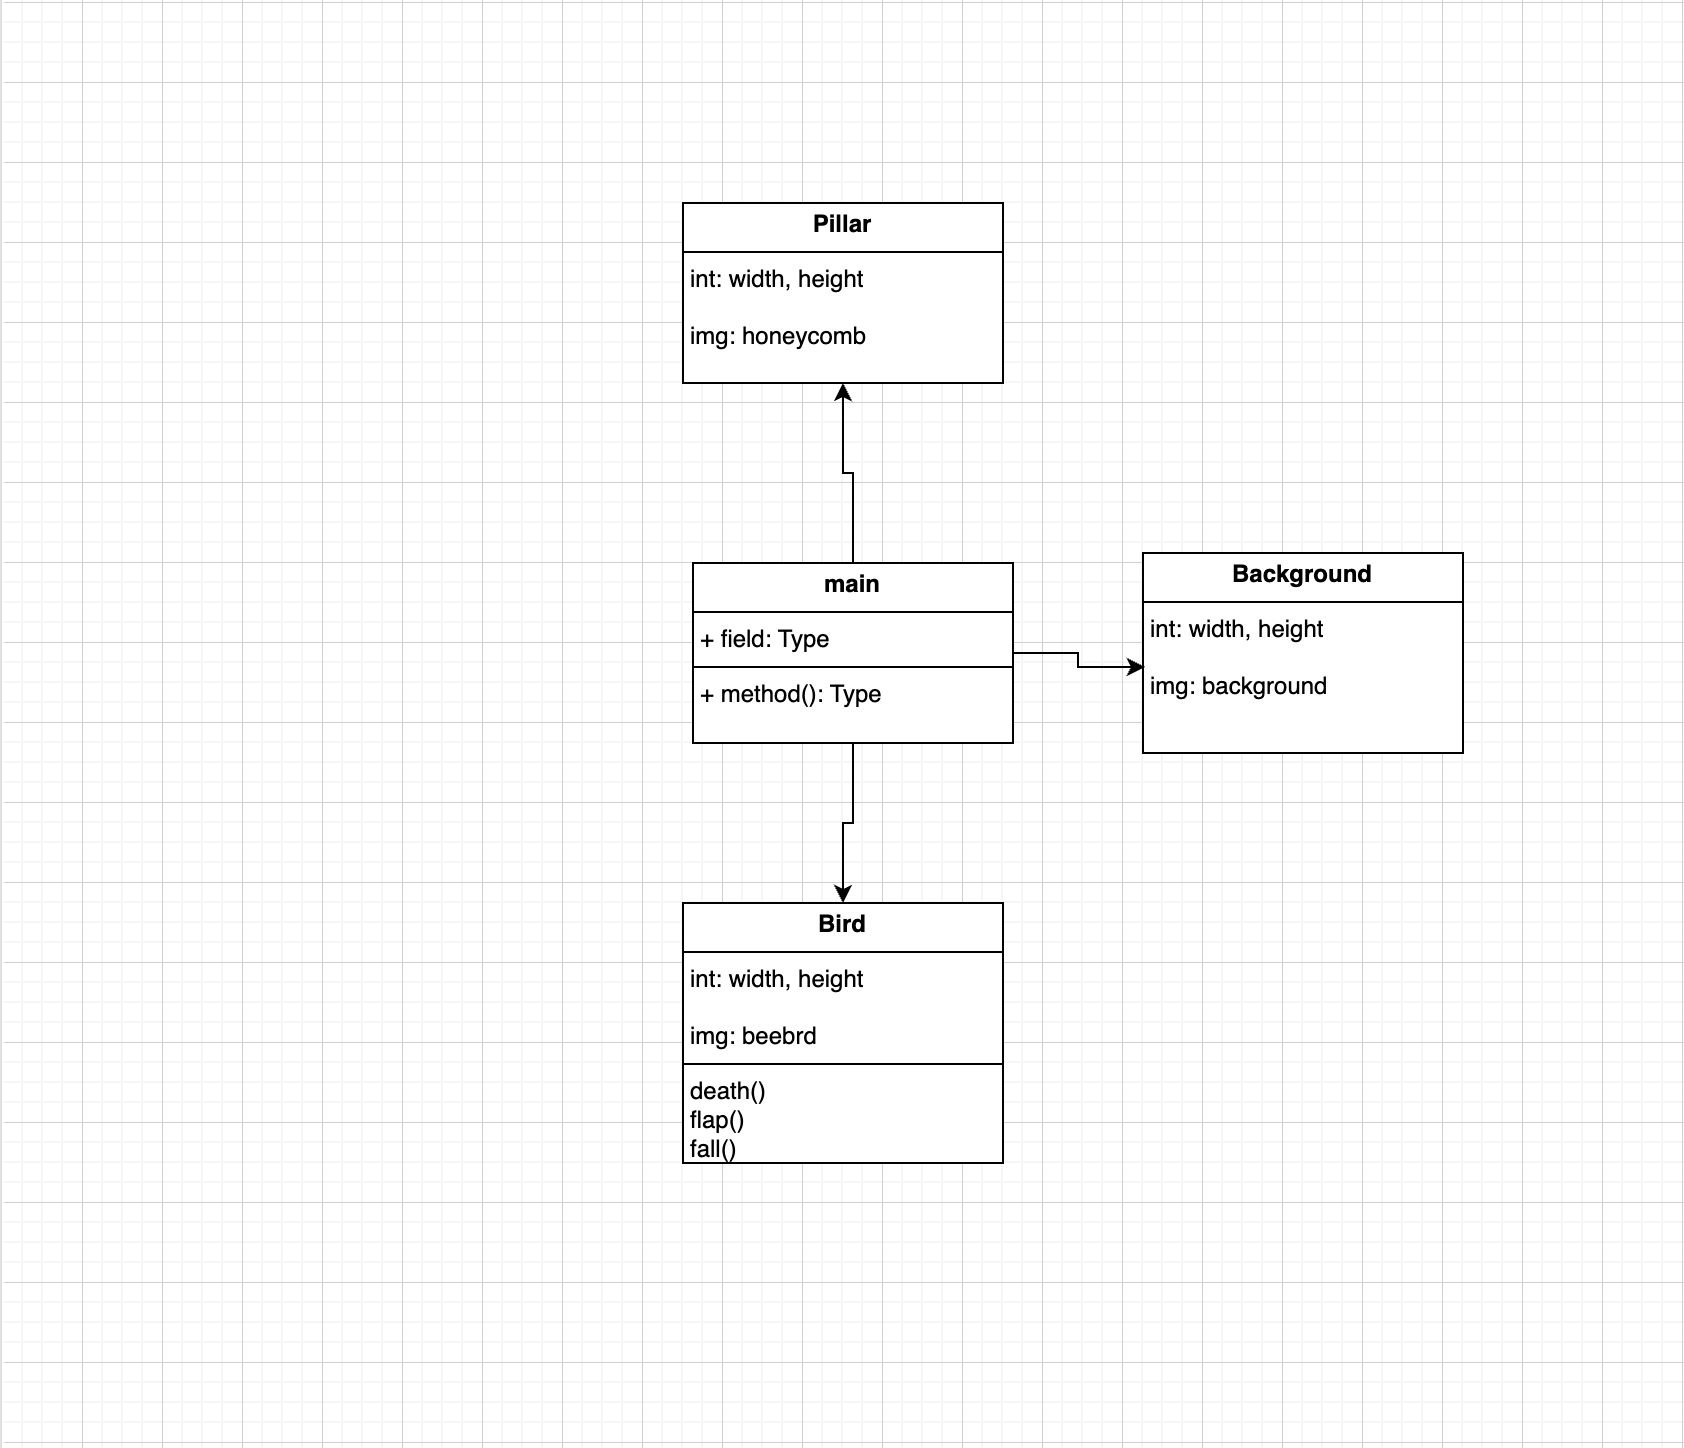 Pillar
int: width, height
img: honeycomb
main
+ field: Type
+ method(): Type
Background
int: width, height
img: background
Bird
int: width, height
img: beebrd
death()
flap()
fall()